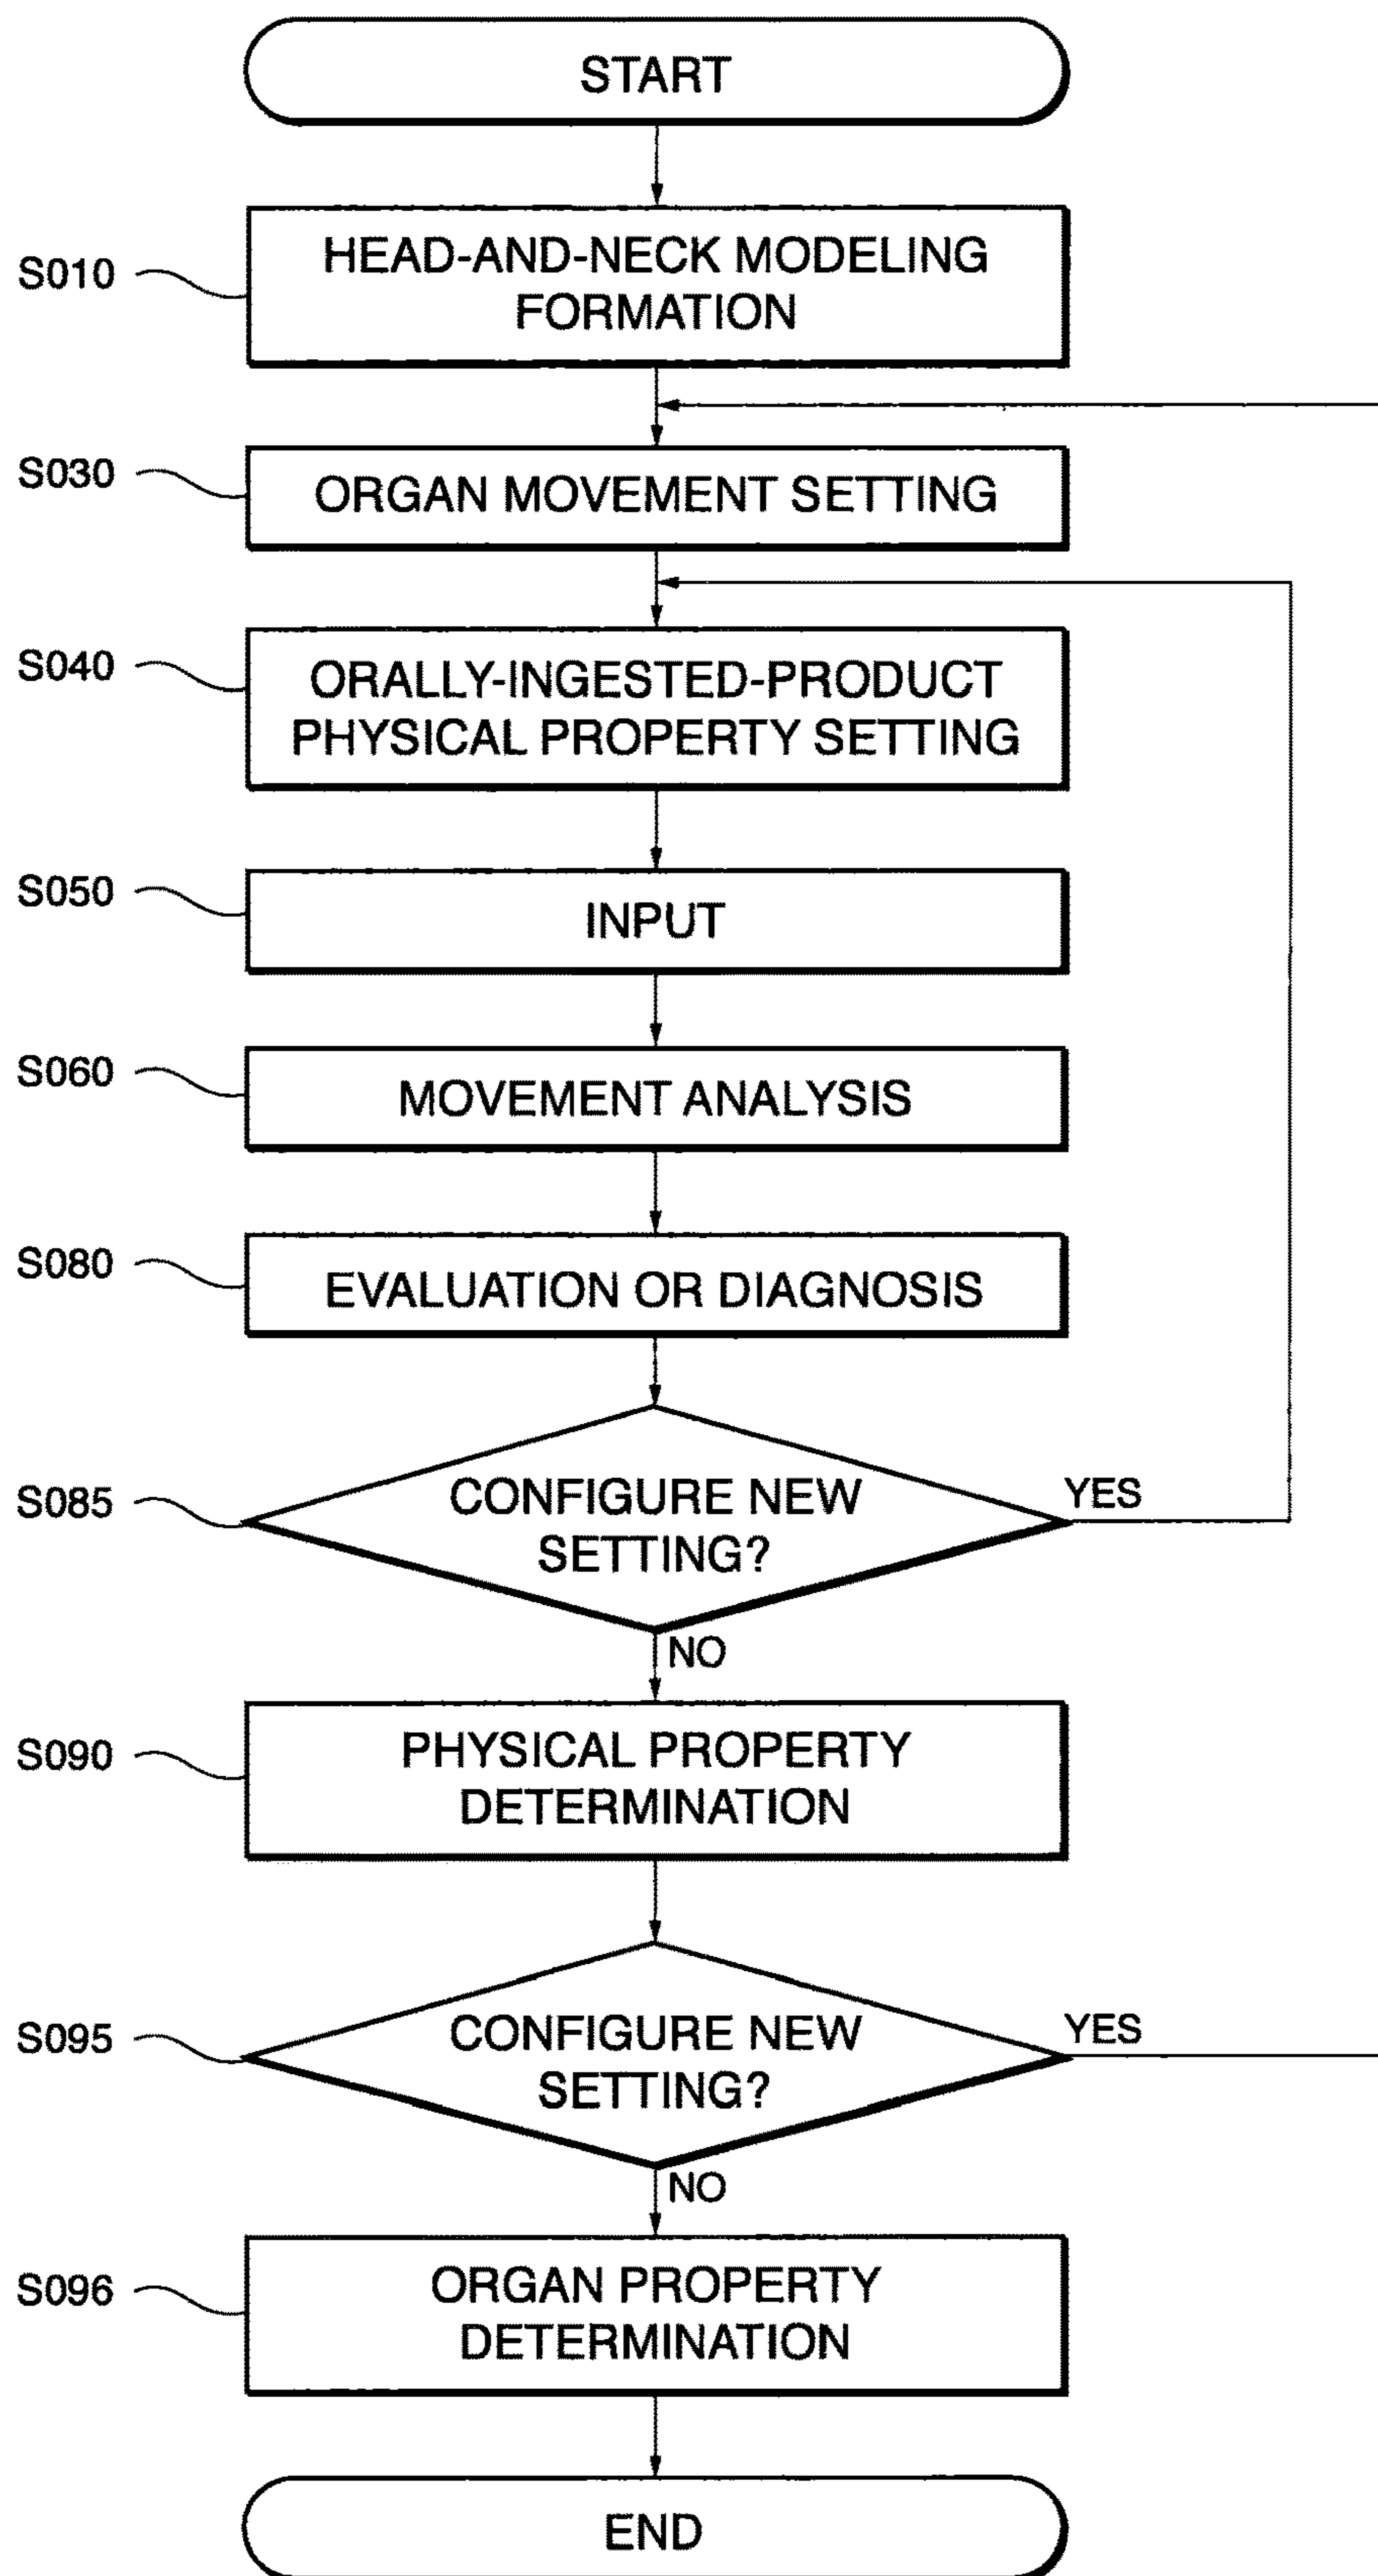 START
S010
HEAD-AND-NECK MODELING
FORMATION
S030
ORGAN MOVEMENT SETTING
S040
ORALLY-INGESTED-PRODUCT
PHYSICAL PROPERTY SETTING
S050
INPUT
S060
MOVEMENT ANALYSIS
S080
EVALUATION OR DIAGNOSIS
S085
CONFIGURE NEW
SETTING?
YES
NO
S090
PHYSICAL PROPERTY
DETERMINATION
S095
CONFIGURE NEW
SETTING?
YES
NO
S096
ORGAN PROPERTY
DETERMINATION
END